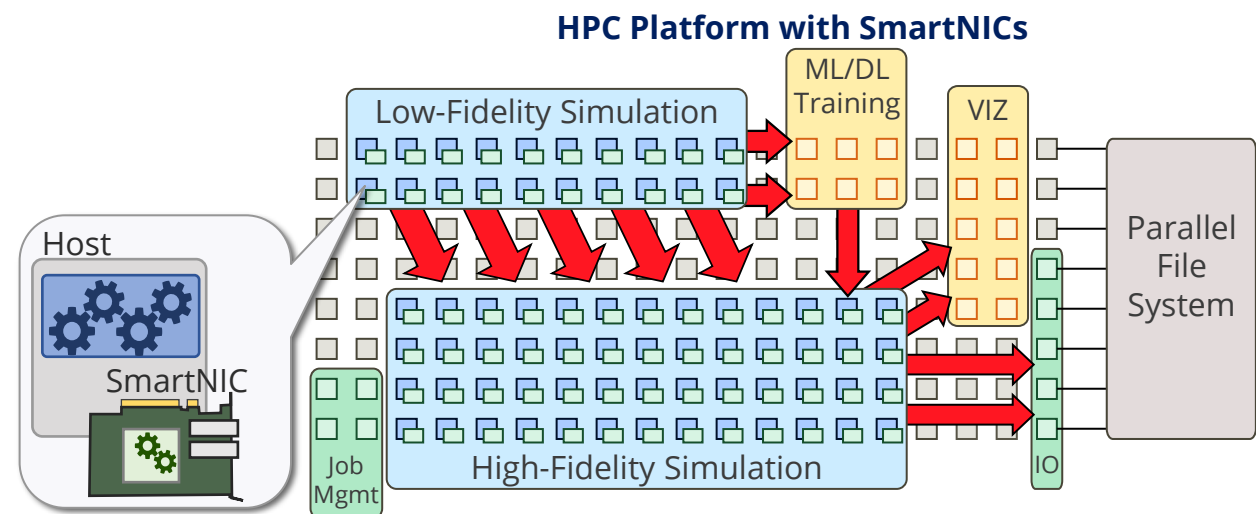 HPC Platform with SmartNICs
Low-Fidelity Simulation
ML/DL
Training
VIZ
Host
SmartNIC
Parallel
File
System
Job
Mgmt
High-Fidelity Simulation
IO